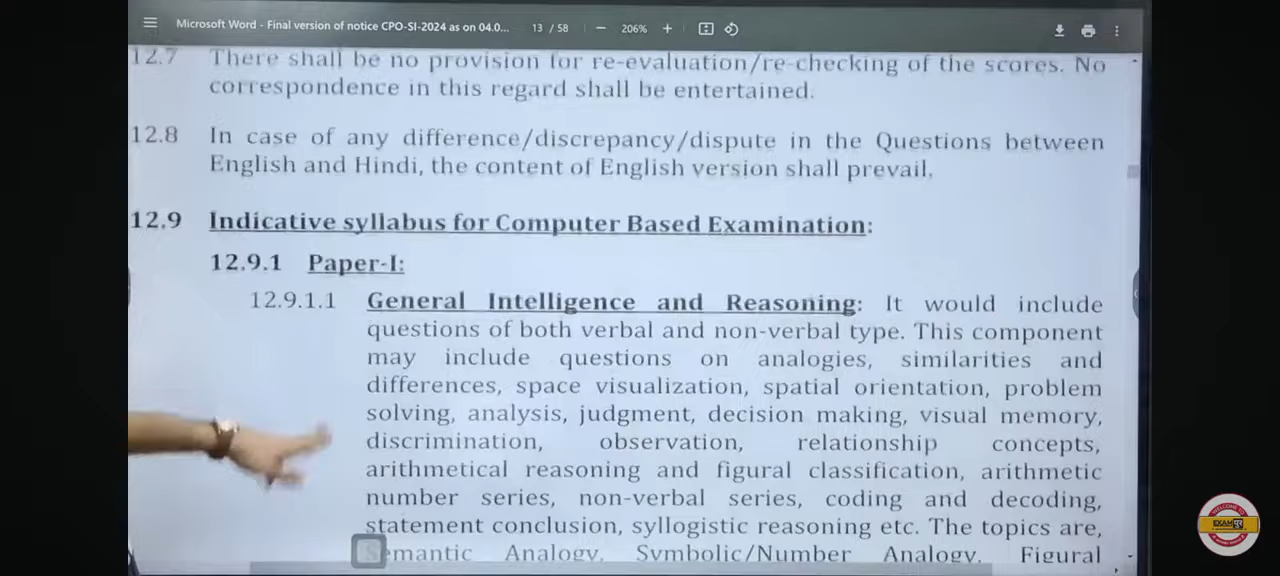 Microsoft Word - Final version of notice CPO-SI-2024 as on 04.0... 13 / 58 206%
12.7 There shall be no provision for re-evaluation/re-checking of the scores. No
correspondence in this regard shall be entertained.
12.8 In case of any difference/discrepancy/dispute in the Questions between
English and Hindi, the content of English version shall prevail.
12.9 Indicative syllabus for Computer Based Examination:
12.9.1 Paper-I:
12.9.1.1 General Intelligence and Reasoning: It would include
questions of both verbal and non-verbal type. This component
may include questions on analogies, similarities and
differences, space visualization, spatial orientation, problem
solving, analysis, judgment, decision making, visual memory,
discrimination, observation, relationship concepts,
arithmetical reasoning and figural classification, arithmetic
number series, non-verbal series, coding and decoding,
statement conclusion, syllogistic reasoning etc. The topics are,
Semantic Analogy, Symbolic/Number Analogy, Figural
WELCOME TO
EXAM पुर